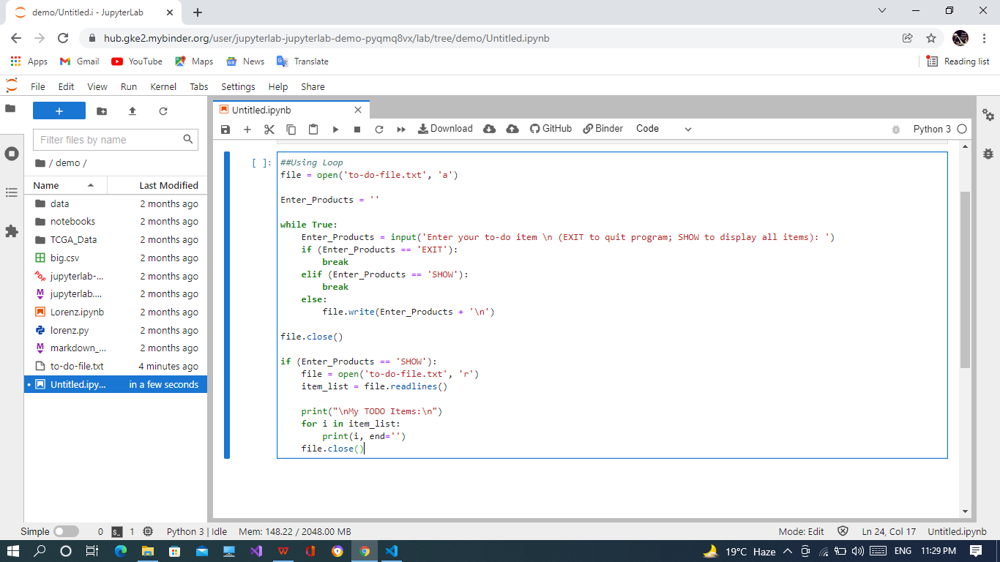 demo/Untitled.i - JupyterLab
hub.gke2.mybinder.org/user/jupyterlab-jupyterlab-demo-pyqmq8vx/lab/tree/demo/Untitled.ipynb
Apps Gmail YouTube Maps News Translate Reading list
File Edit View Run Kernel Tabs Settings Help Share
Untitled.ipynb
Download GitHub Binder Code Python 3
Filter files by name
/ demo /
Name Last Modified
data 2 months ago
notebooks 2 months ago
TCGA_Data 2 months ago
big.csv 2 months ago
jupyterlab-... 2 months ago
jupyterlab.... 2 months ago
Lorenz.ipynb 2 months ago
lorenz.py 2 months ago
markdown_... 2 months ago
to-do-file.txt 4 minutes ago
Untitled.ipy... in a few seconds
[ ]:
##Using Loop
file = open('to-do-file.txt', 'a')
Enter_Products = ''
while True:
    Enter_Products = input('Enter your to-do item \n (EXIT to quit program; SHOW to display all items): ')
    if (Enter_Products == 'EXIT'):
        break
    elif (Enter_Products == 'SHOW'):
        break
    else:
        file.write(Enter_Products + '\n')
file.close()
if (Enter_Products == 'SHOW'):
    file = open('to-do-file.txt', 'r')
    item_list = file.readlines()
    print("\nMy TODO Items:\n")
    for i in item_list:
        print(i, end='')
    file.close()
Simple 0 1 Python 3 | Idle Mem: 148.22 / 2048.00 MB Mode: Edit Ln 24, Col 17 Untitled.ipynb
19°C Haze ENG 11:29 PM